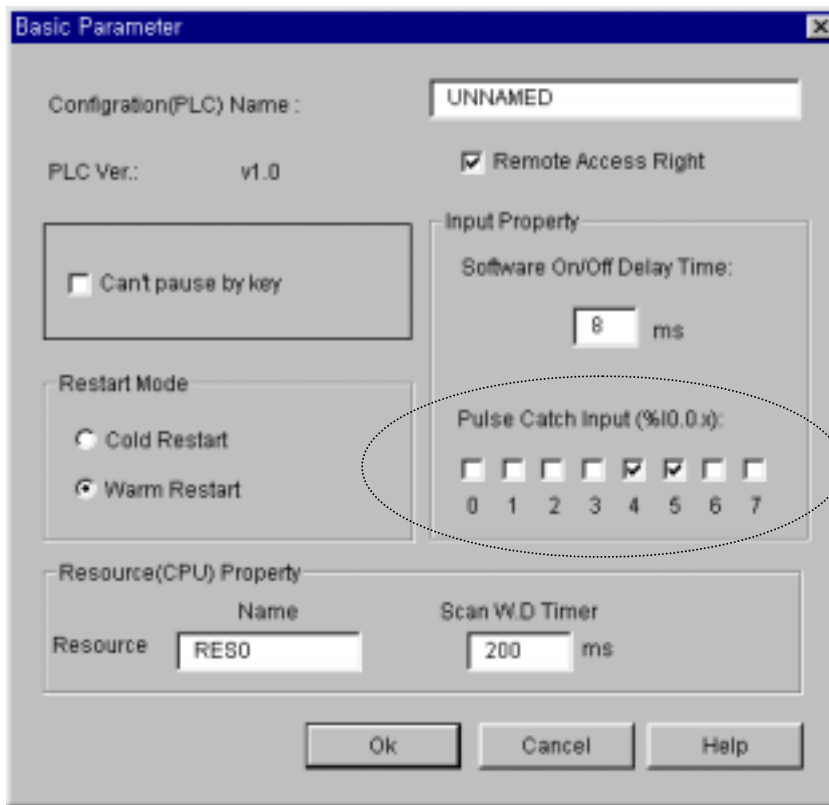 Basic Parameter
Configration(PLC) Name :
UNNAMED
PLC Ver.: v1.0
Remote Access Right
Can't pause by key
Input Property
Software On/Off Delay Time:
8 ms
Restart Mode
Cold Restart
Warm Restart
Pulse Catch Input (%I0.0.x):
0 1 2 3 4 5 6 7
Resource(CPU) Property
Name Scan W.D Timer
Resource RES0 200 ms
Ok Cancel Help